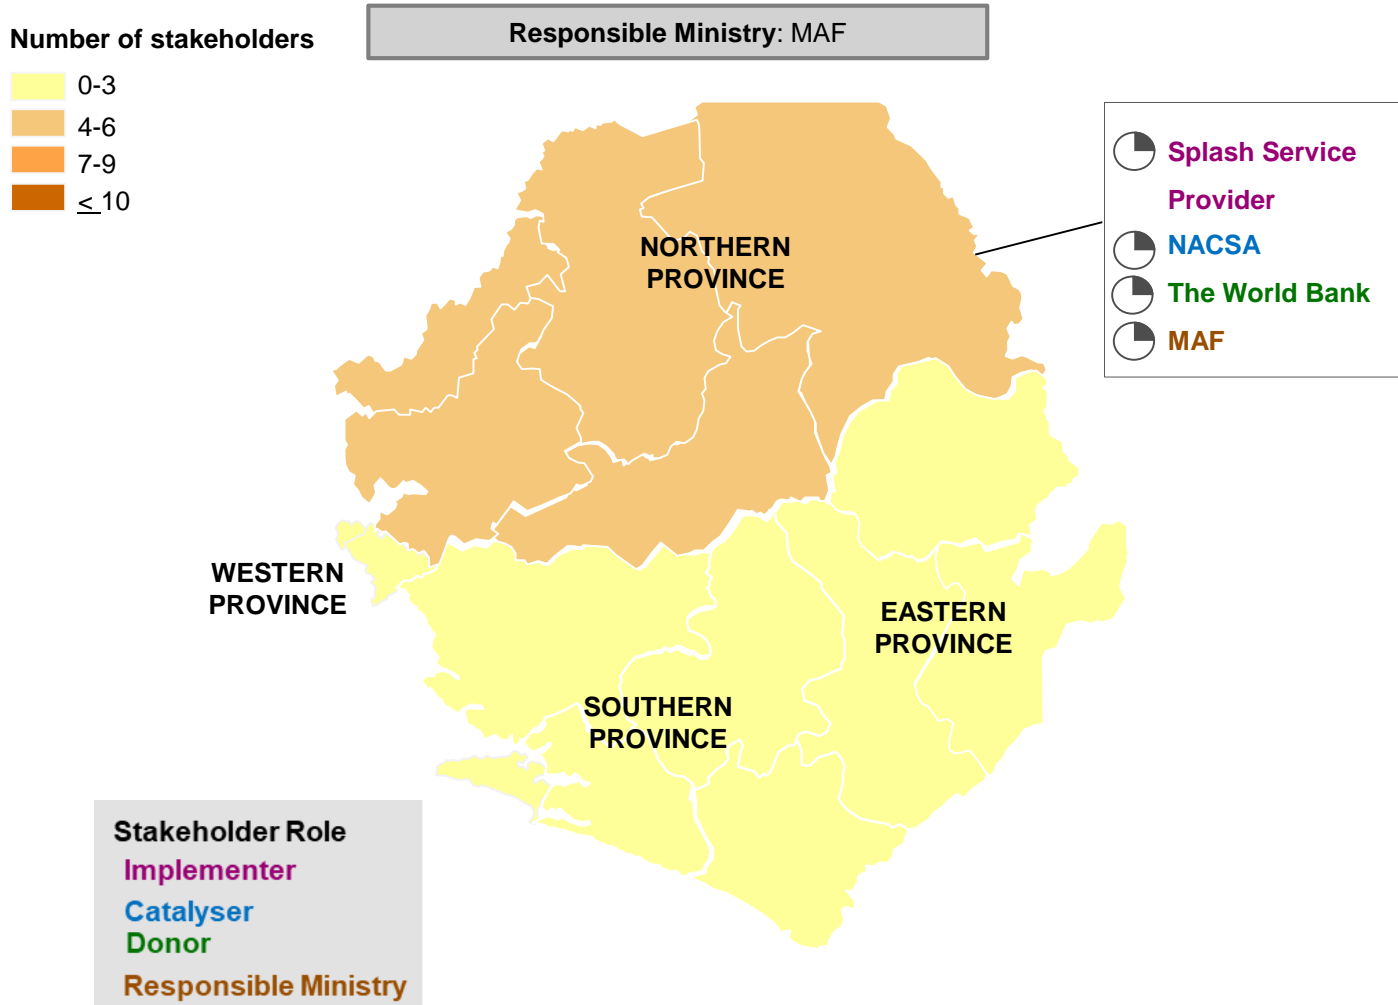 Responsible Ministry: MAF
Number of stakeholders
0-3
4-6
7-9
< 10
Splash Service
Provider
NACSA
The World Bank
MAF
NORTHERN
PROVINCE
WESTERN
PROVINCE
EASTERN
PROVINCE
SOUTHERN
PROVINCE
Stakeholder Role
Implementer
Catalyser
Donor
Responsible Ministry